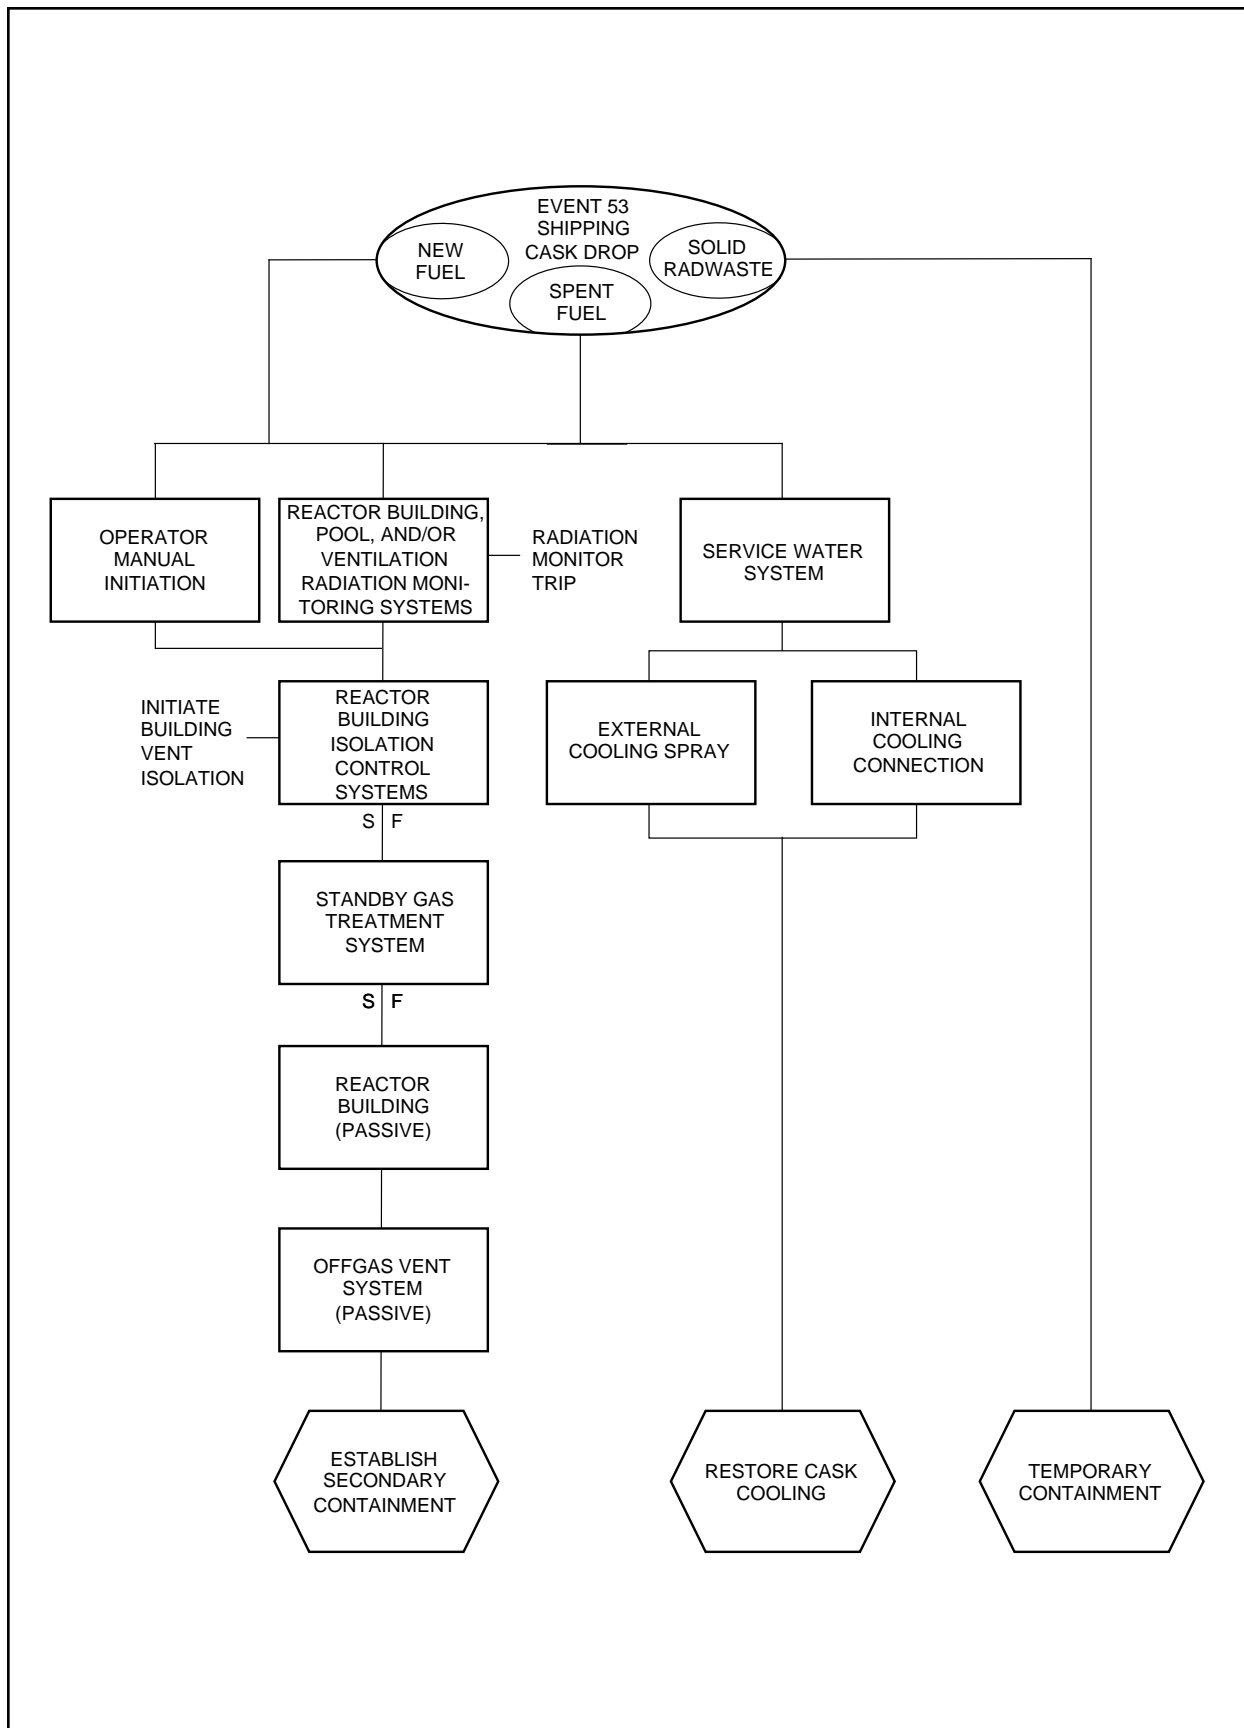 EVENT 53
SHIPPING
CASK DROP
NEW
FUEL
SPENT
FUEL
SOLID
RADWASTE
OPERATOR
MANUAL
INITIATION
REACTOR BUILDING,
POOL, AND/OR
VENTILATION
RADIATION MONI-
TORING SYSTEMS
RADIATION
MONITOR
TRIP
SERVICE WATER
SYSTEM
INITIATE
BUILDING
VENT
ISOLATION
REACTOR
BUILDING
ISOLATION
CONTROL
SYSTEMS
EXTERNAL
COOLING SPRAY
INTERNAL
COOLING
CONNECTION
S F
STANDBY GAS
TREATMENT
SYSTEM
S F
REACTOR
BUILDING
(PASSIVE)
OFFGAS VENT
SYSTEM
(PASSIVE)
ESTABLISH
SECONDARY
CONTAINMENT
RESTORE CASK
COOLING
TEMPORARY
CONTAINMENT